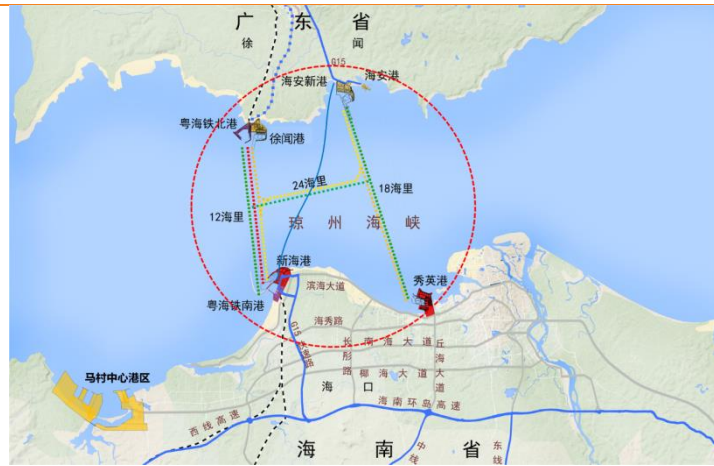 广 东 省
徐 闻
G15
海安新港
海安港
粤海铁北港
徐闻港
24海里
18海里
12海里
琼 州 海 峡
新海港
粤海铁南港
滨海大道
秀英港
海秀路
长彤路
南海大道
丘海大道
椰海大道
海口
海南环岛高速
马村中心港区
西线高速
中线
东线
海 南 省